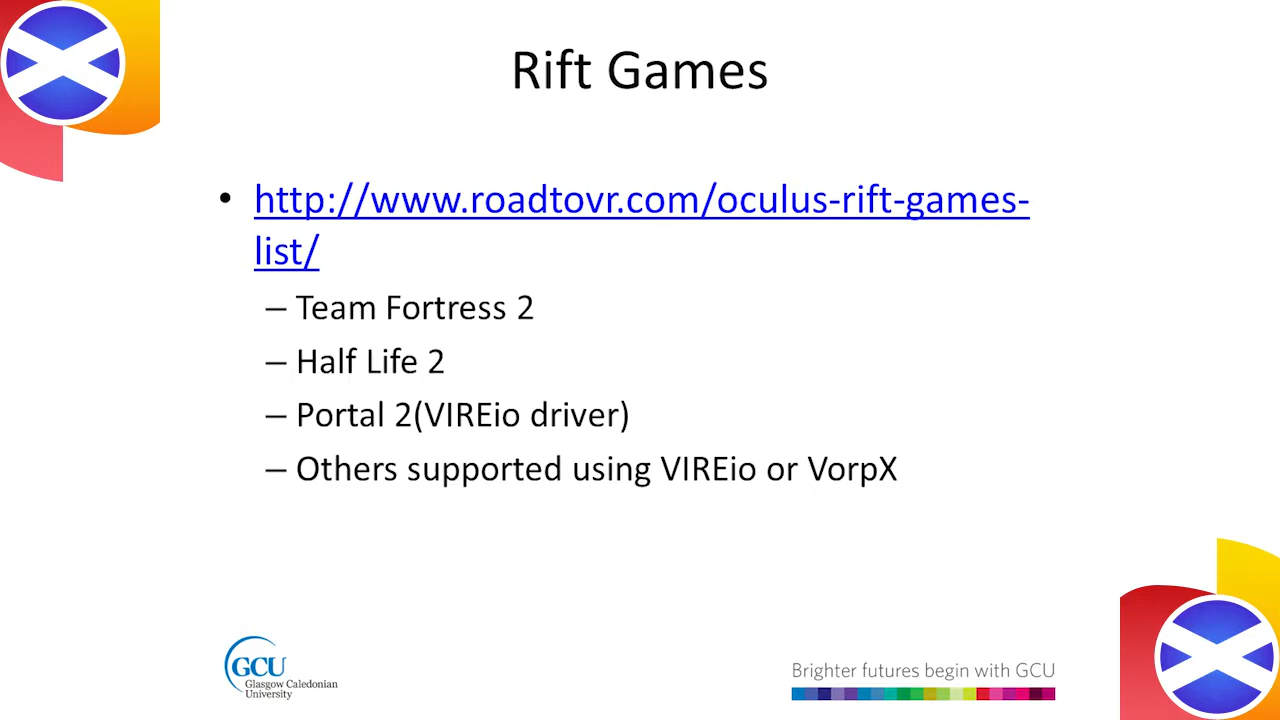 Rift Games
• http://www.roadtovr.com/oculus-rift-games-
list/
– Team Fortress 2
– Half Life 2
– Portal 2(VIREio driver)
– Others supported using VIREio or VorpX
GCU
Glasgow Caledonian
University
Brighter futures begin with GCU